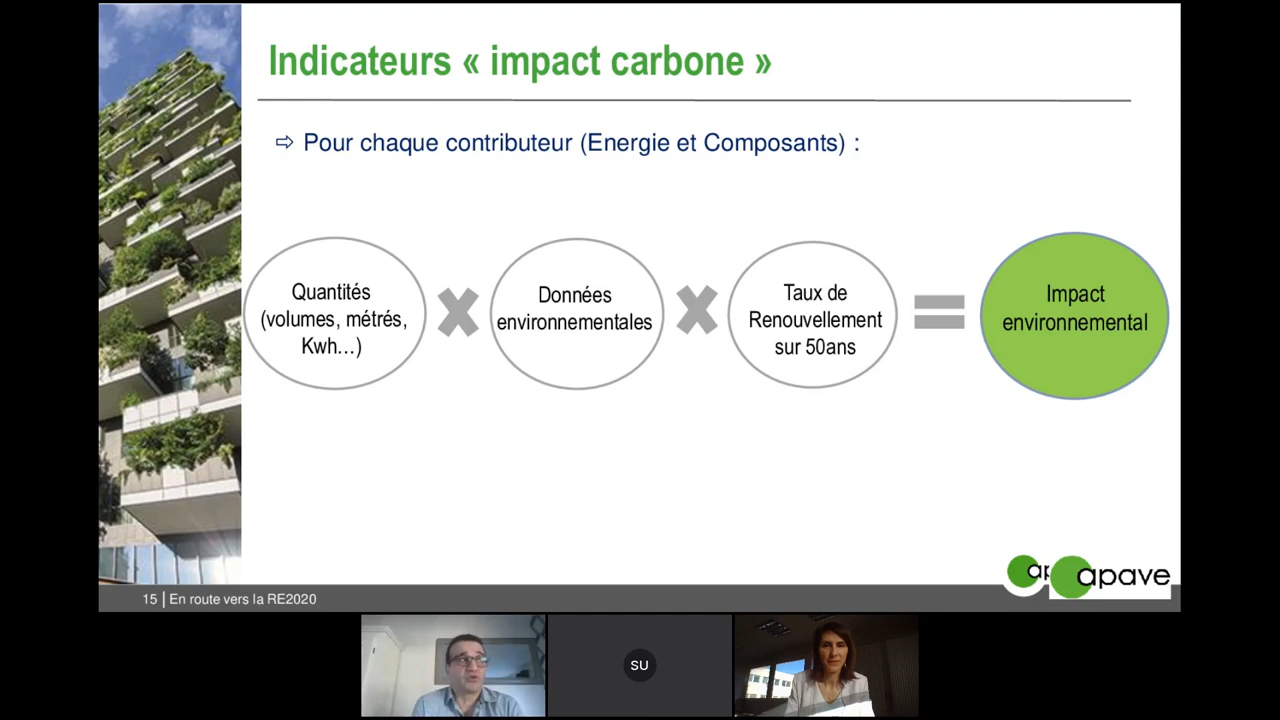 Indicateurs « impact carbone »
⇨ Pour chaque contributeur (Energie et Composants) :
Quantités
(volumes, métrés,
Kwh…)
Données
environnementales
Taux de
Renouvellement
sur 50ans
Impact
environnemental
ap
apave
15 | En route vers la RE2020
SU